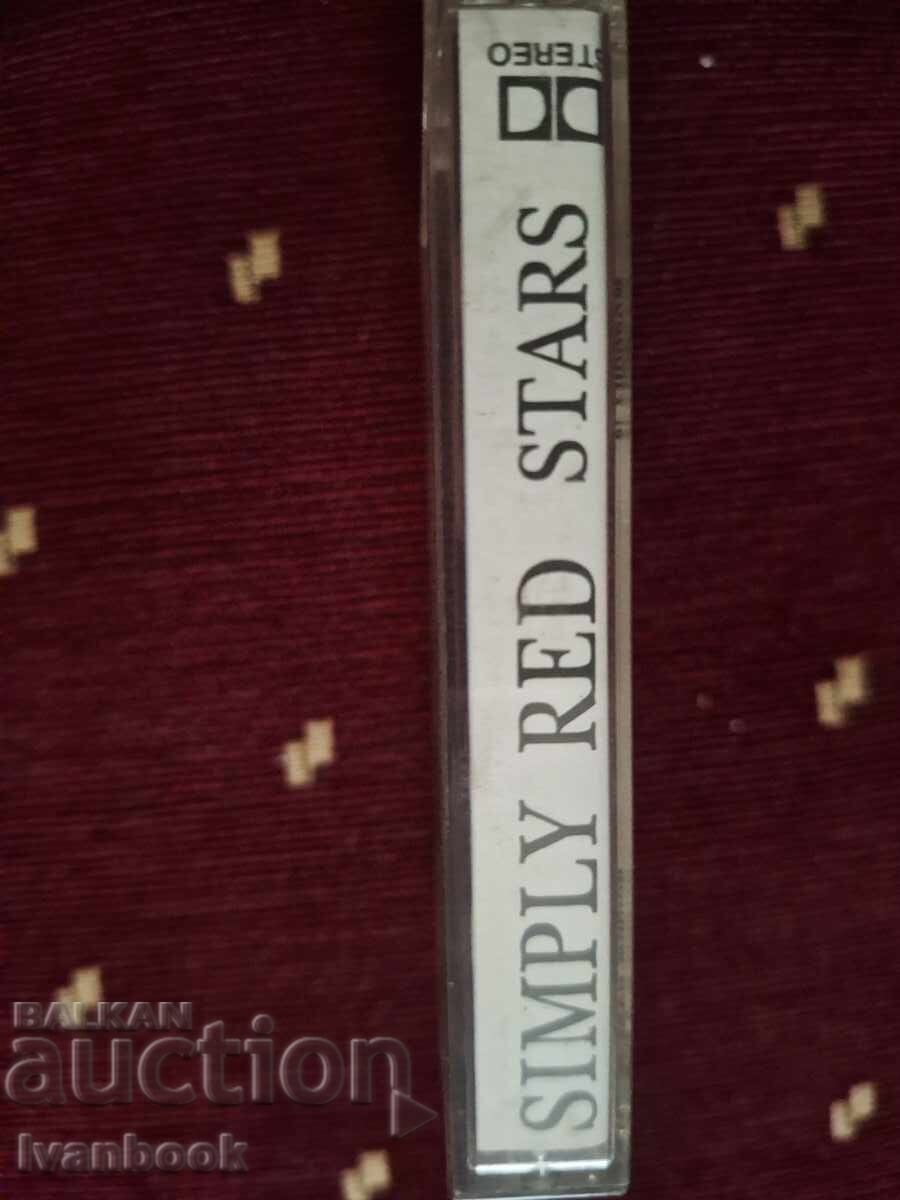 STEREO
SIMPLY RED STARS
BALKAN
auction
Ivanbook